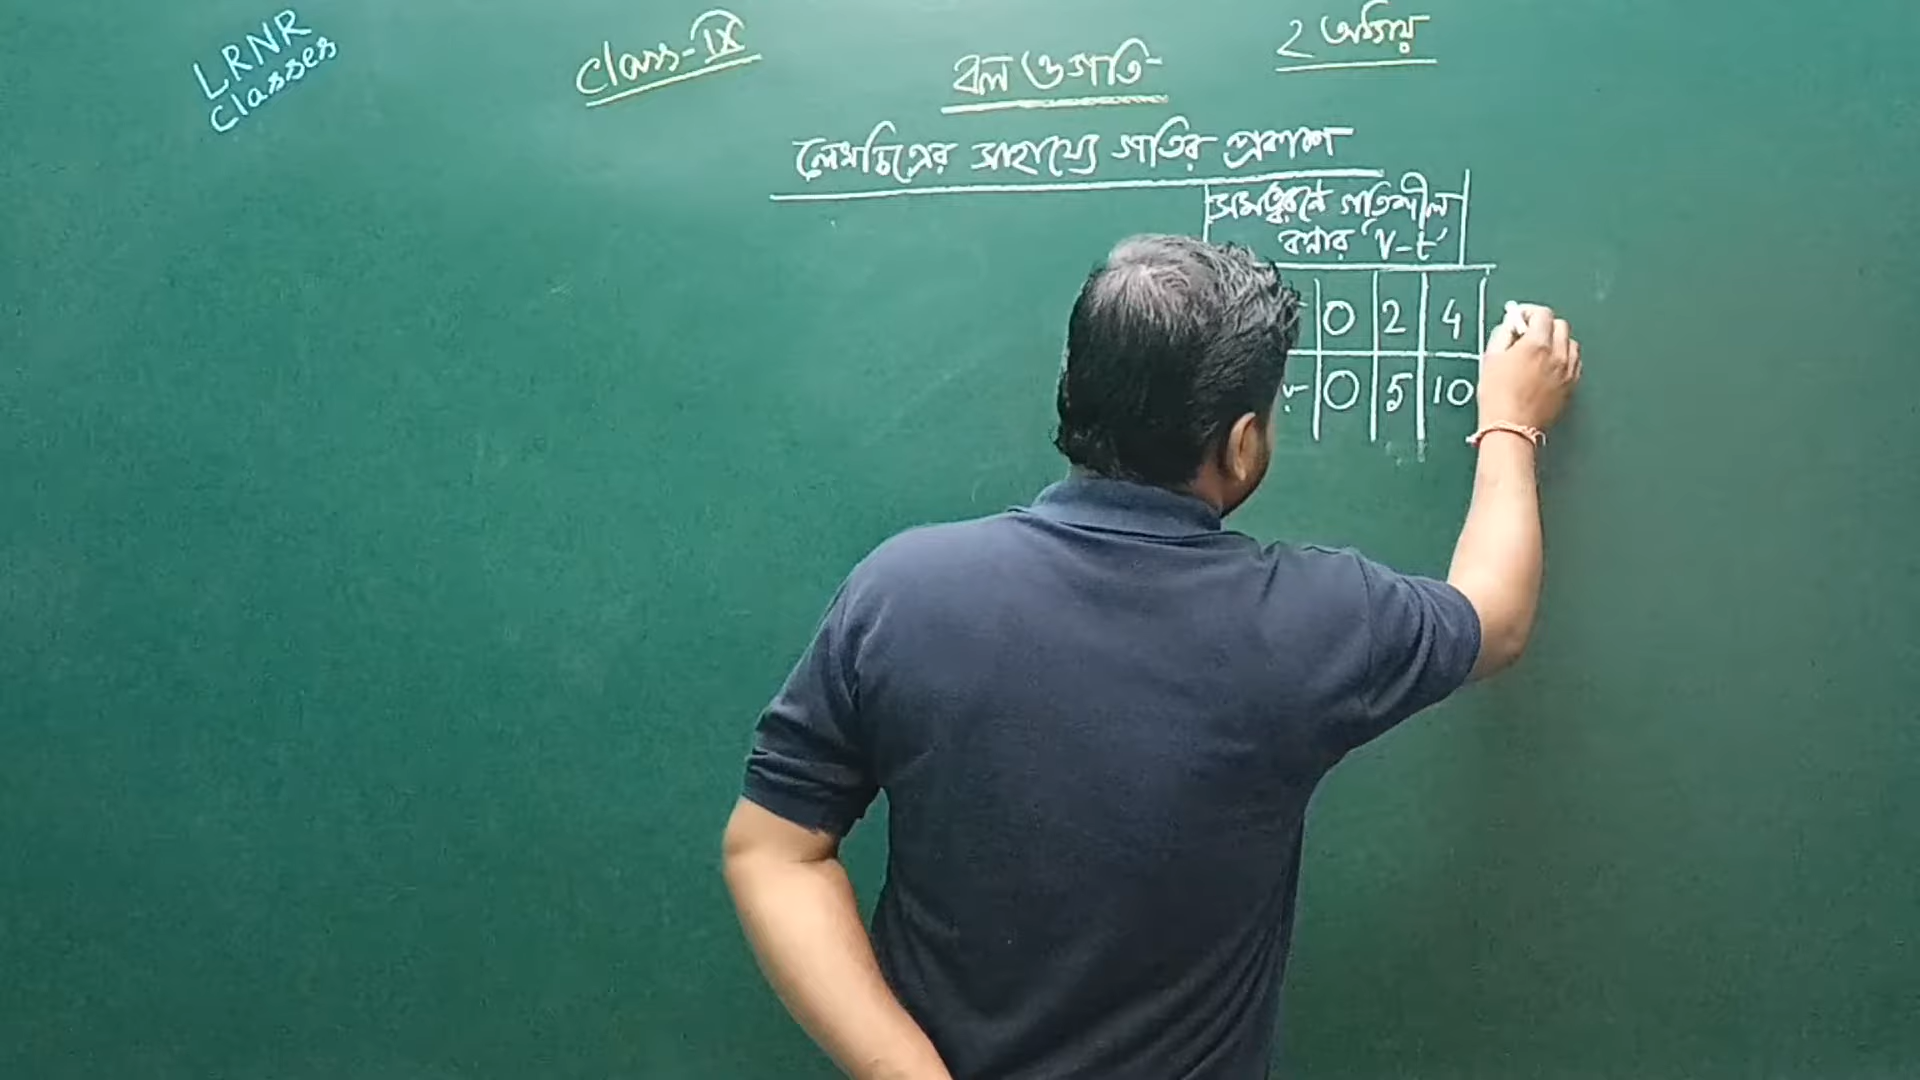 LRNR
Classes
Class-IX
বল ও গতি
2 অধ্যায়
লেখচিত্রের সাহায্যে গতির প্রকাশ
সমত্বরনে গতিশীল
বস্তুর 'V-t'
0 2 4
0 5 10